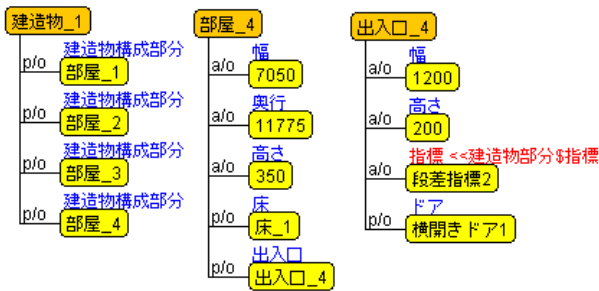 建造物_1
建造物構成部分
p/o 部屋_1
建造物構成部分
p/o 部屋_2
建造物構成部分
p/o 部屋_3
建造物構成部分
p/o 部屋_4
部屋_4
幅
a/o 7050
奥行
a/o 11775
高さ
a/o 350
床
p/o 床_1
出入口
p/o 出入口_4
出入口_4
幅
a/o 1200
高さ
a/o 200
指標 <<建造物部分$指標
a/o 段差指標2
ドア
p/o 横開きドア1